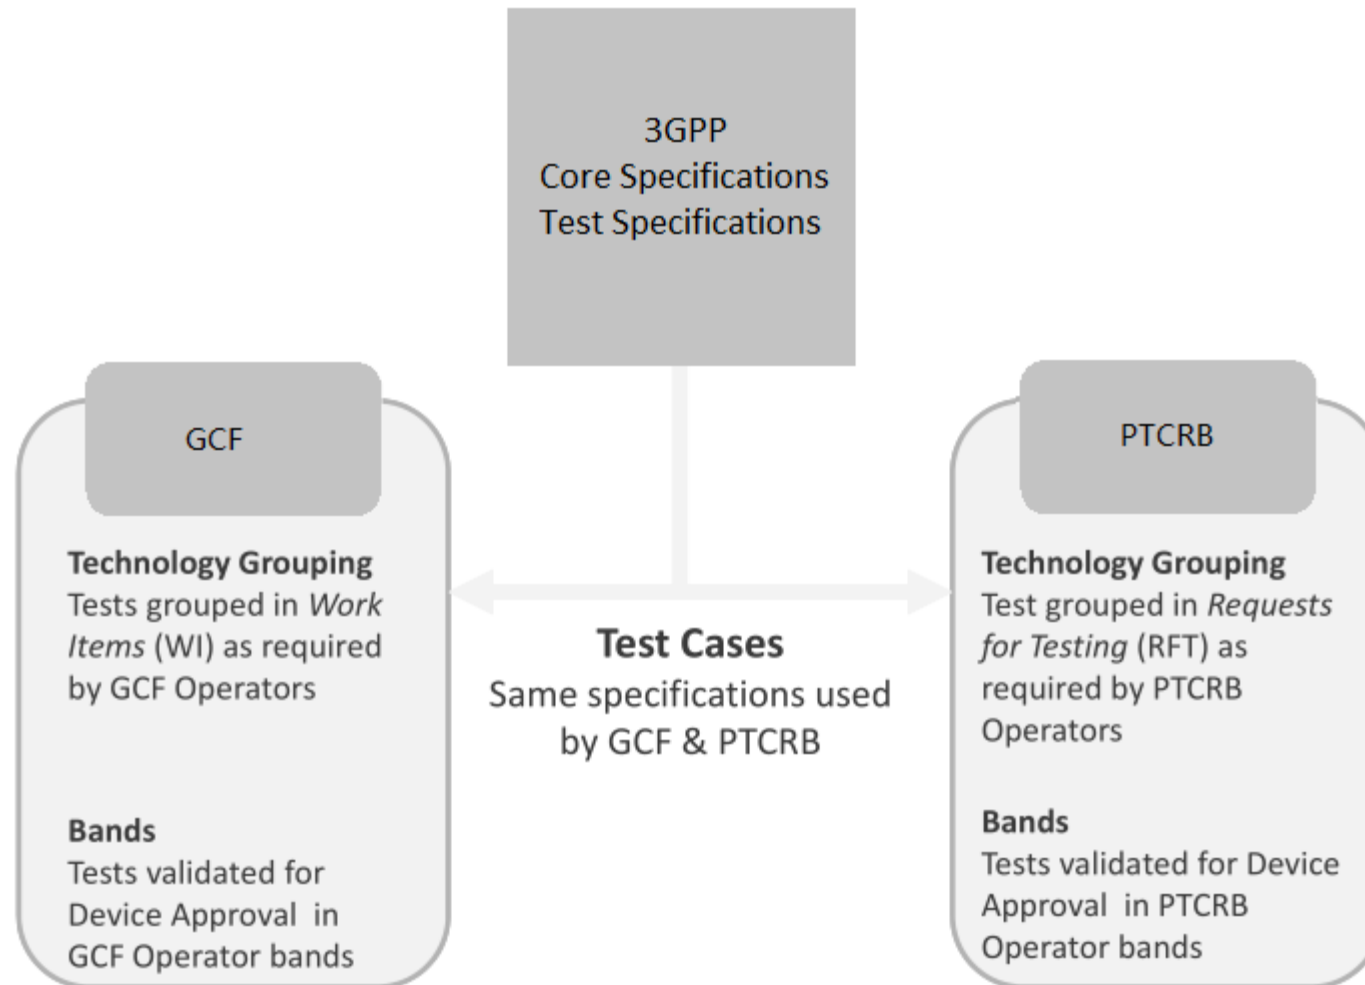 3GPP
Core Specifications
Test Specifications
GCF
Technology Grouping
Tests grouped in Work
Items (WI) as required
by GCF Operators
Bands
Tests validated for
Device Approval in
GCF Operator bands
Test Cases
Same specifications used
by GCF & PTCRB
PTCRB
Technology Grouping
Test grouped in Requests
for Testing (RFT) as
required by PTCRB
Operators
Bands
Tests validated for Device
Approval in PTCRB
Operator bands